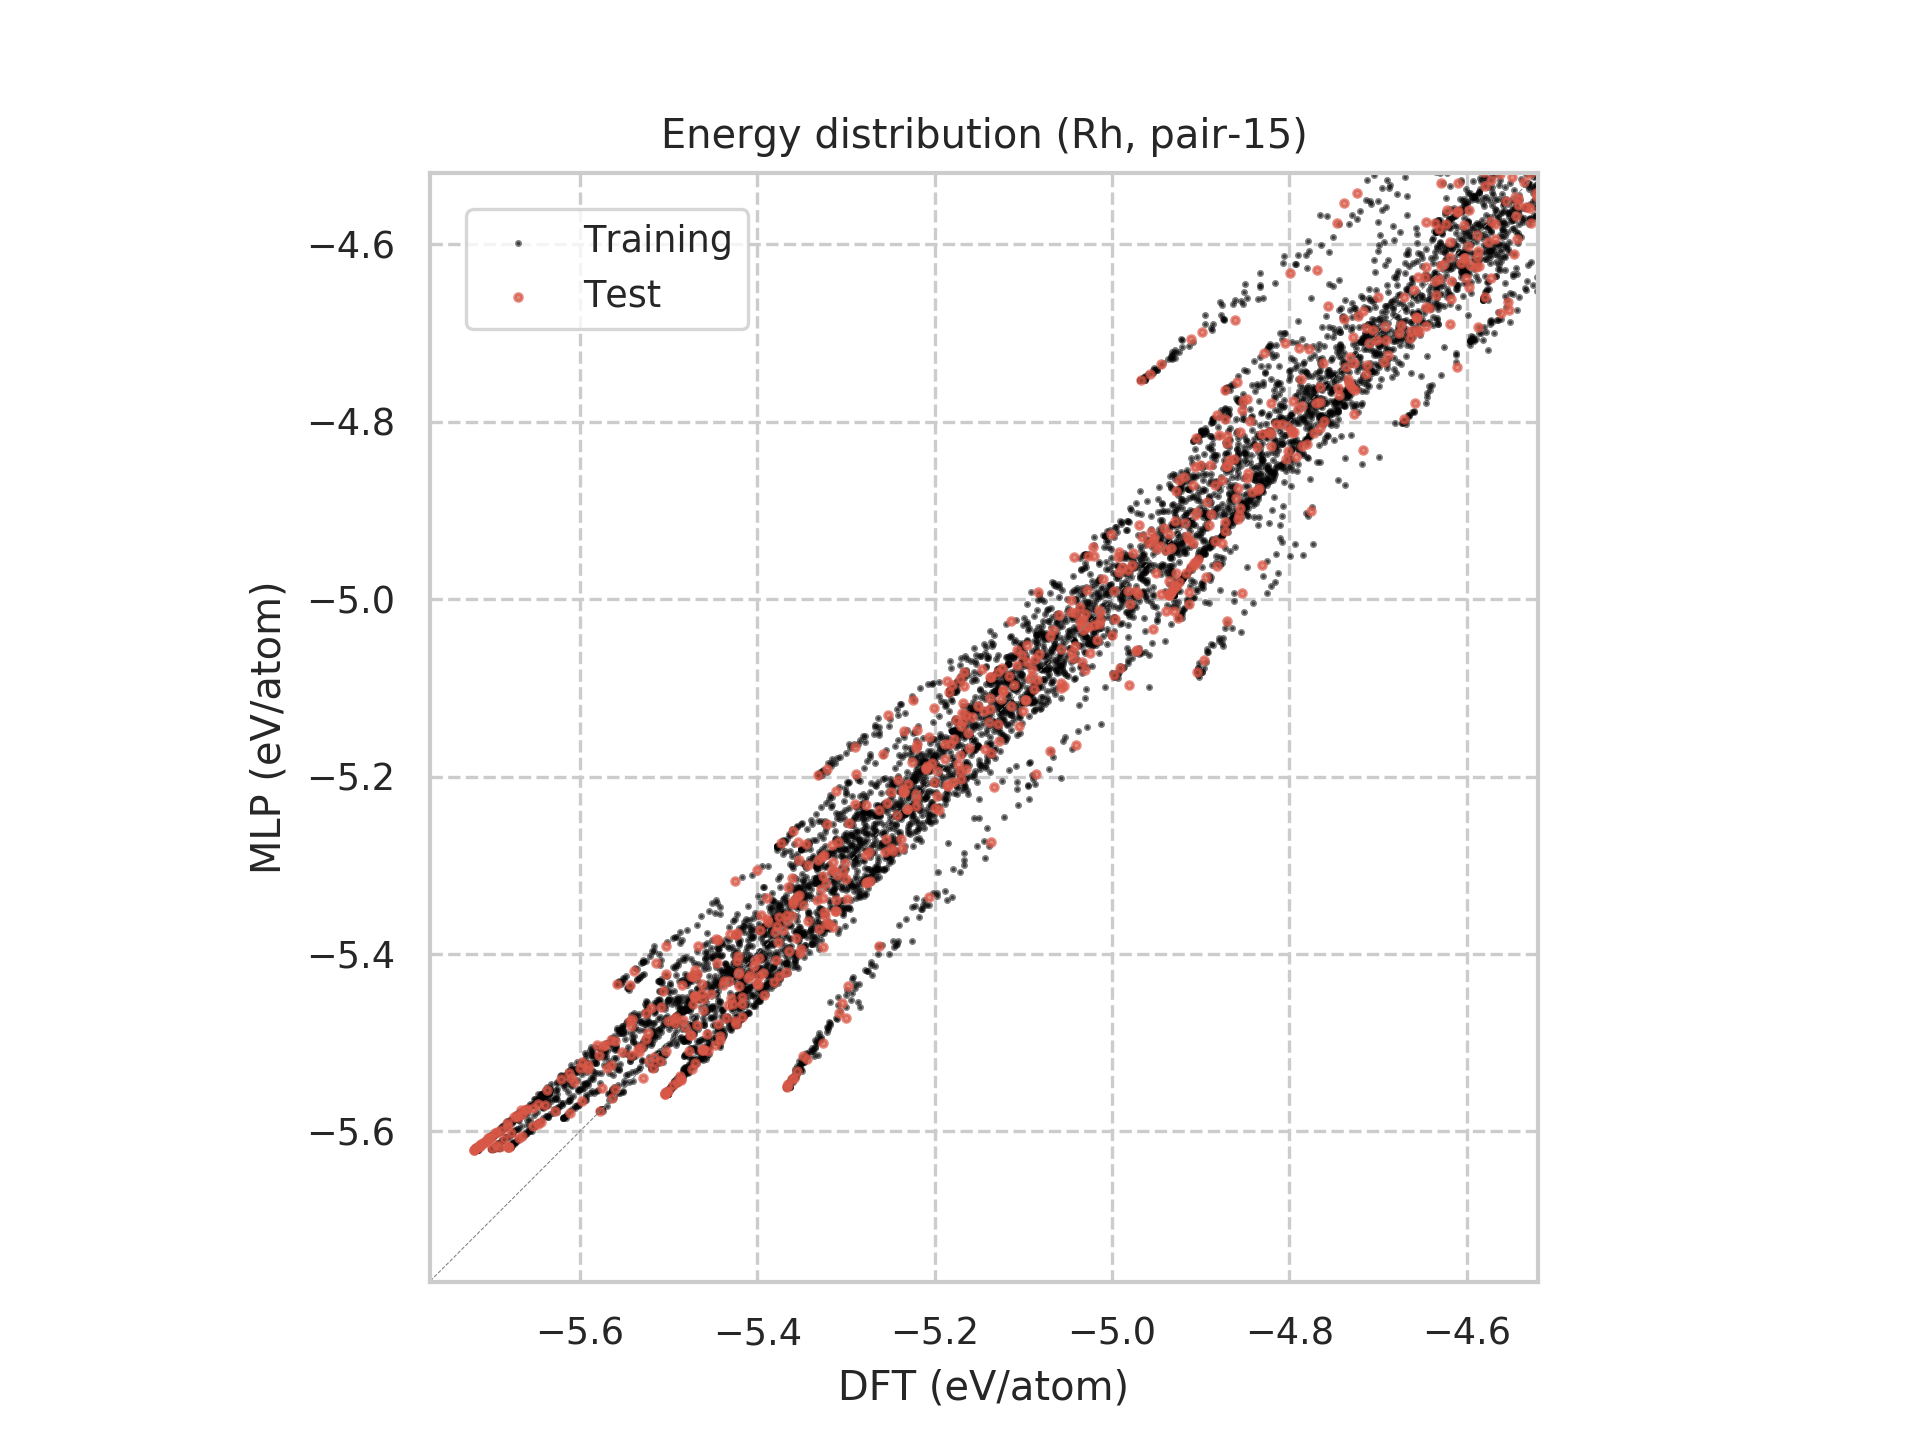 Energy distribution (Rh, pair-15)
Training
Test
MLP (eV/atom)
−4.6
−4.8
−5.0
−5.2
−5.4
−5.6
−5.6 −5.4 −5.2 −5.0 −4.8 −4.6
DFT (eV/atom)